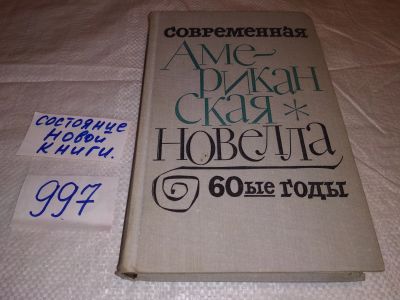 современная
Аме-
рикан
ская*
новелла
60ые годы
состояние
новой
книги.
997